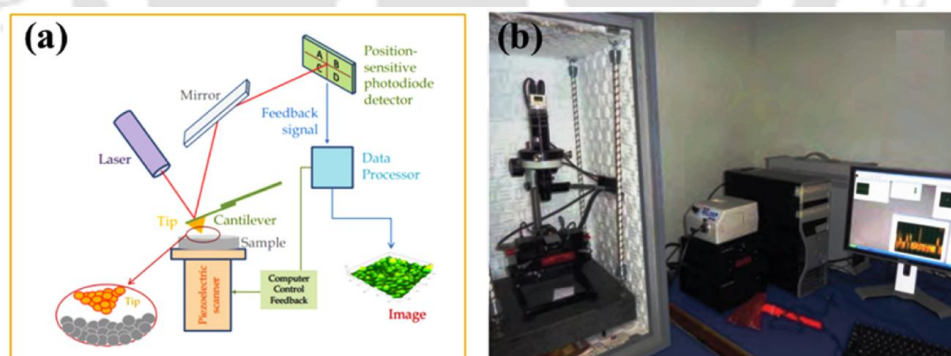 (a)
A B
C D
Position-
sensitive
photodiode
detector
Mirror
Feedback
signal
Laser
Data
Processor
Tip
Cantilever
Sample
Piezoelectric
scanner
Computer
Control
Feedback
Tip
Image
(b)